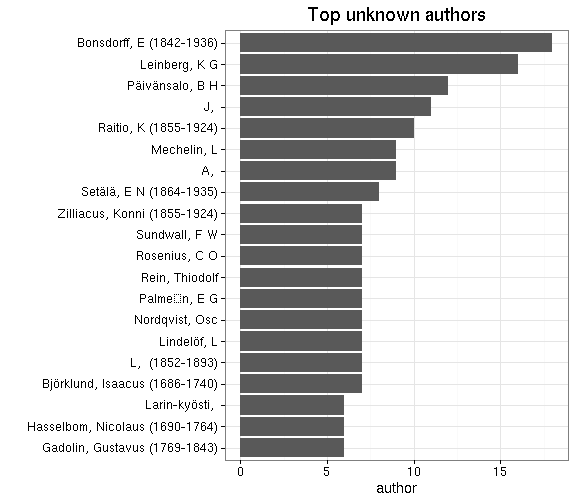 Top unknown authors
Bonsdorff, E (1842-1936)
Leinberg, K G
Päivänsalo, B H
J,
Raitio, K (1855-1924)
Mechelin, L
A,
Setälä, E N (1864-1935)
Zilliacus, Konni (1855-1924)
Sundwall, F W
Rosenius, C O
Rein, Thiodolf
Palme□n, E G
Nordqvist, Osc
Lindelöf, L
L, (1852-1893)
Björklund, Isaacus (1686-1740)
Larin-kyösti,
Hasselbom, Nicolaus (1690-1764)
Gadolin, Gustavus (1769-1843)
0 5 10 15
author